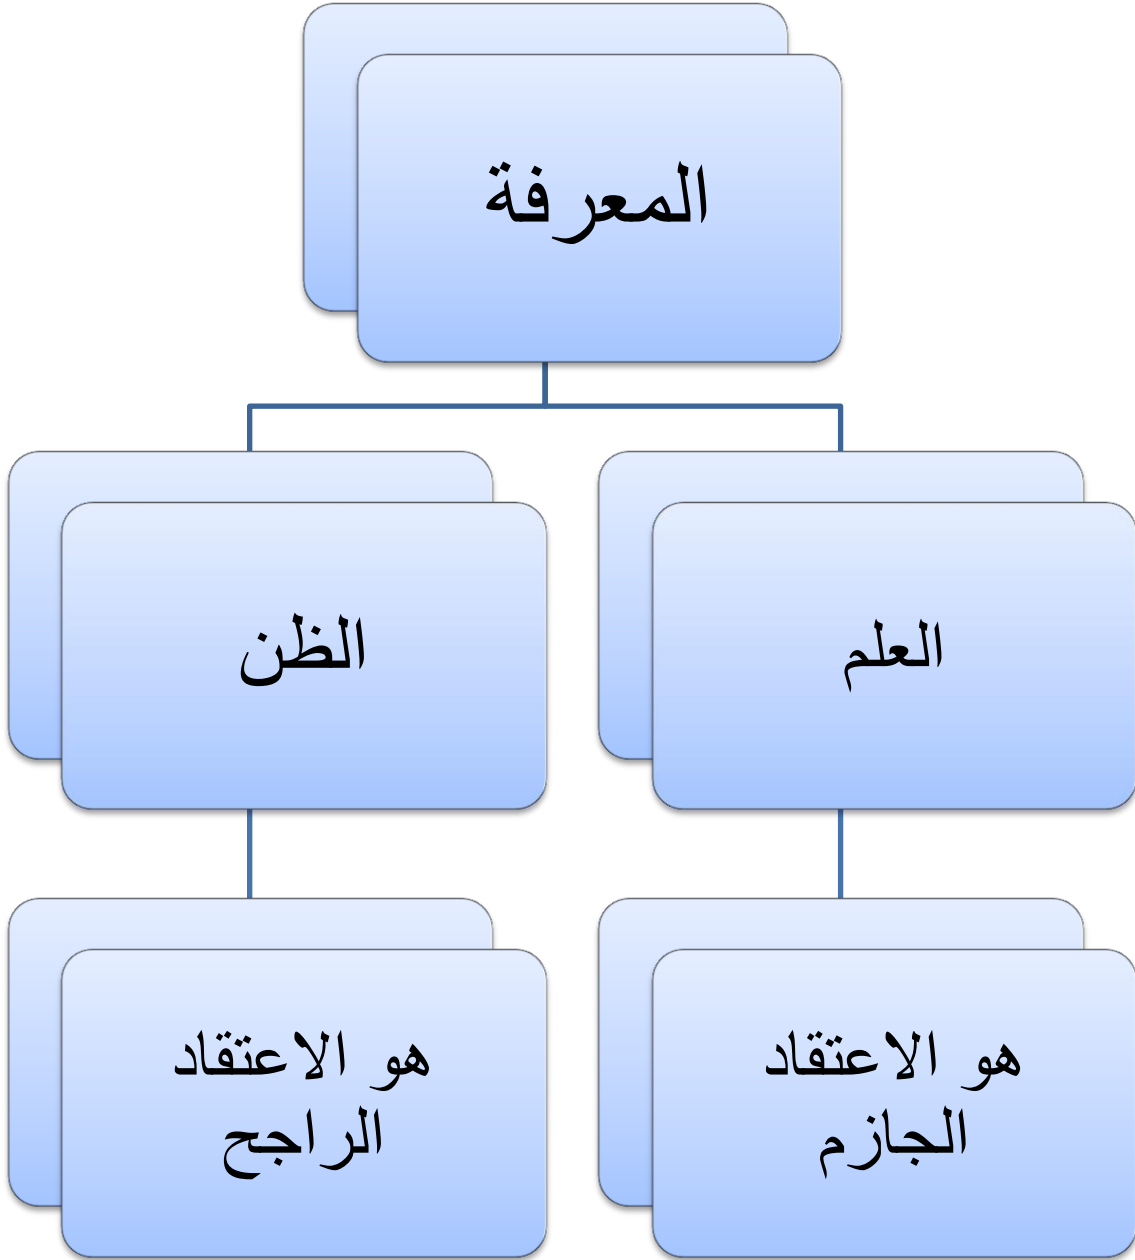 المعرفة
العلم
الظن
هو الاعتقاد
الجازم
هو الاعتقاد
الراجح